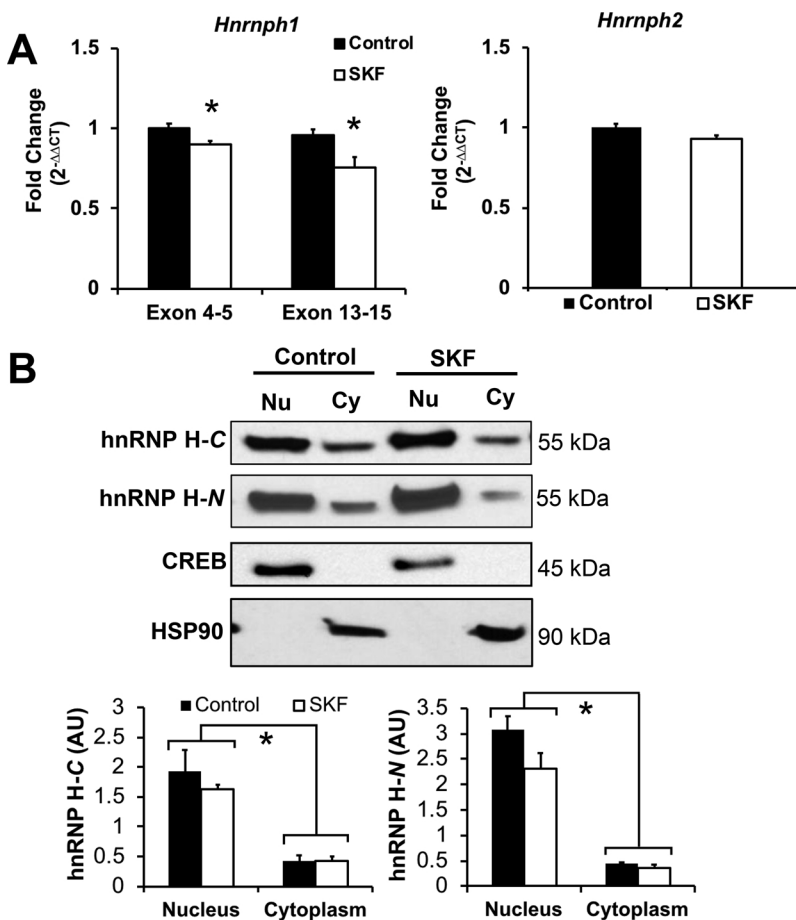 A
Hnrnph1
Control
SKF
Fold Change
(2-ΔΔCT)
1.5
1
0.5
0
*
*
Exon 4-5 Exon 13-15
Hnrnph2
Fold Change
(2-ΔΔCT)
1.5
1
0.5
0
Control SKF
B
Control SKF
Nu Cy Nu Cy
hnRNP H-C 55 kDa
hnRNP H-N 55 kDa
CREB 45 kDa
HSP90 90 kDa
hnRNP H-C (AU)
Control SKF
3
2.5
2
1.5
1
0.5
0
*
Nucleus Cytoplasm
hnRNP H-N (AU)
3.5
3
2.5
2
1.5
1
0.5
0
*
Nucleus Cytoplasm